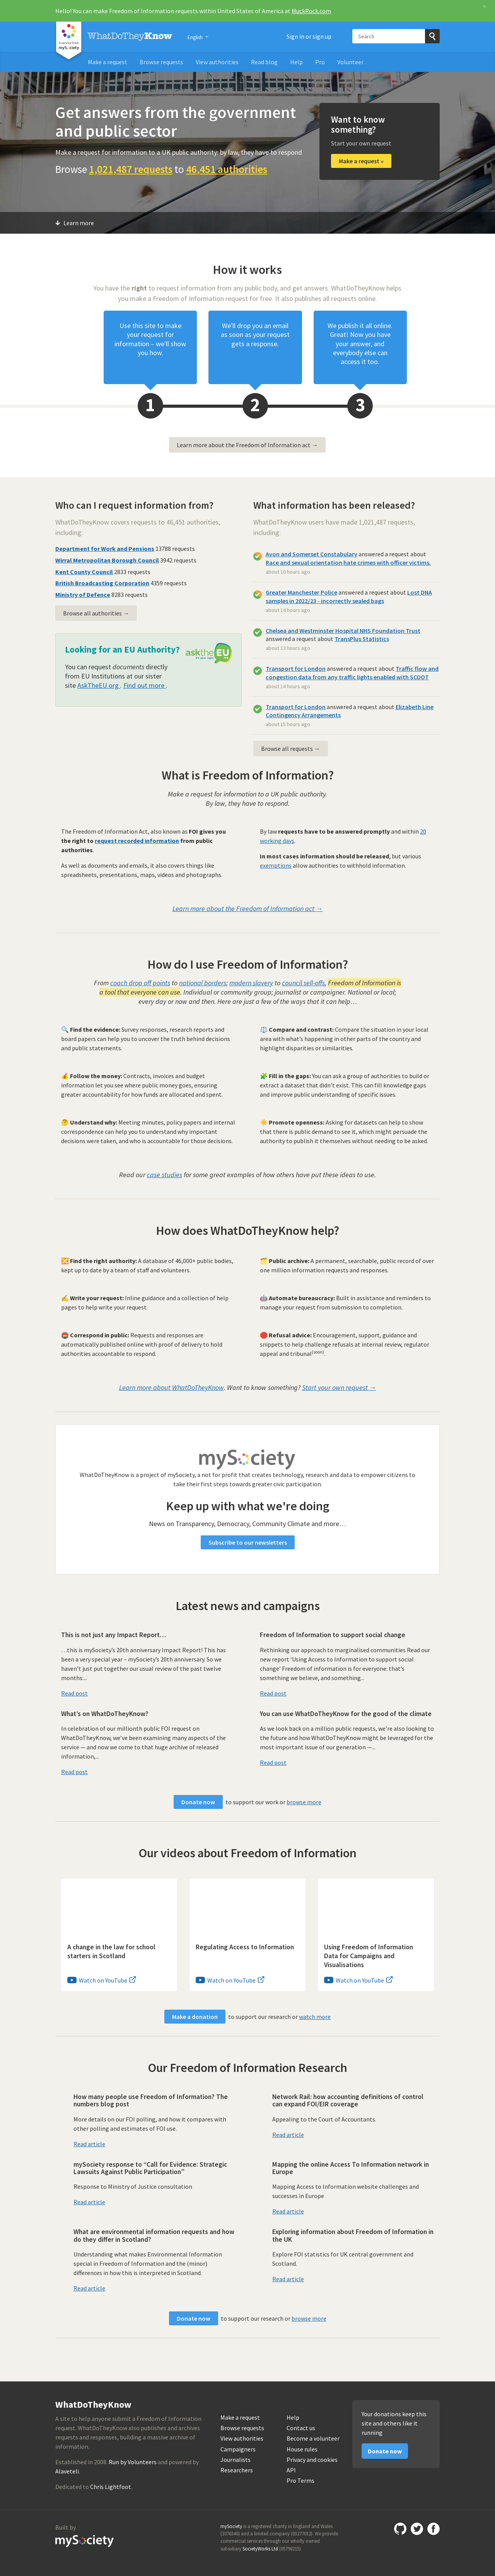 Hello! You can make Freedom of Information requests within United States of America at MuckRock.com
WhatDoTheyKnow
English
Sign in or sign up
Search
Make a request
Browse requests
View authorities
Read blog
Help
Pro
Volunteer
Get answers from the government
and public sector
Make a request for information to a UK public authority: by law, they have to respond
Browse 1,021,487 requests to 46,451 authorities
Want to know
something?
Start your own request
Make a request »
Learn more
How it works
You have the right to request information from any public body, and get answers. WhatDoTheyKnow helps
you make a Freedom of Information request for free. It also publishes all requests online.
Use this site to make
your request for
information – we'll show
you how.
We'll drop you an email
as soon as your request
gets a response.
We publish it all online.
Great! Now you have
your answer, and
everybody else can
access it too.
1
2
3
Learn more about the Freedom of Information act →
Who can I request information from?
WhatDoTheyKnow covers requests to 46,451 authorities,
including:
Department for Work and Pensions 13788 requests
Wirral Metropolitan Borough Council 3942 requests
Kent County Council 2833 requests
British Broadcasting Corporation 4359 requests
Ministry of Defence 8283 requests
Browse all authorities →
Looking for an EU Authority?
asktheEU
You can request documents directly
from EU Institutions at our sister
site AskTheEU.org . Find out more .
What information has been released?
WhatDoTheyKnow users have made 1,021,487 requests,
including:
Avon and Somerset Constabulary answered a request about
Race and sexual orientation hate crimes with officer victims.
about 10 hours ago
Greater Manchester Police answered a request about Lost DNA
samples in 2022/23 - incorrectly sealed bags
about 14 hours ago
Chelsea and Westminster Hospital NHS Foundation Trust
answered a request about TransPlus Statistics
about 13 hours ago
Transport for London answered a request about Traffic flow and
congestion data from any traffic lights enabled with SCOOT
about 14 hours ago
Transport for London answered a request about Elizabeth Line
Contingency Arrangements
about 15 hours ago
Browse all requests →
What is Freedom of Information?
Make a request for information to a UK public authority.
By law, they have to respond.
The Freedom of Information Act, also known as FOI gives you
the right to request recorded information from public
authorities.
As well as documents and emails, it also covers things like
spreadsheets, presentations, maps, videos and photographs.
By law requests have to be answered promptly and within 20
working days.
In most cases information should be released, but various
exemptions allow authorities to withhold information.
Learn more about the Freedom of Information act →
How do I use Freedom of Information?
From coach drop off points to national borders; modern slavery to council sell-offs, Freedom of Information is
a tool that everyone can use. Individual or community group; journalist or campaigner. National or local;
every day or now and then. Here are just a few of the ways that it can help…
🔍 Find the evidence: Survey responses, research reports and
board papers can help you to uncover the truth behind decisions
and public statements.
⚖️ Compare and contrast: Compare the situation in your local
area with what's happening in other parts of the country and
highlight disparities or similarities.
💰 Follow the money: Contracts, invoices and budget
information let you see where public money goes, ensuring
greater accountability for how funds are allocated and spent.
🧩 Fill in the gaps: You can ask a group of authorities to build or
extract a dataset that didn't exist. This can fill knowledge gaps
and improve public understanding of specific issues.
🤔 Understand why: Meeting minutes, policy papers and internal
correspondence can help you to understand why important
decisions were taken, and who is accountable for those decisions.
☀️ Promote openness: Asking for datasets can help to show
that there is public demand to see it, which might persuade the
authority to publish it themselves without needing to be asked.
Read our case studies for some great examples of how others have put these ideas to use.
How does WhatDoTheyKnow help?
🔀 Find the right authority: A database of 46,000+ public bodies,
kept up to date by a team of staff and volunteers.
🗂️ Public archive: A permanent, searchable, public record of over
one million information requests and responses.
✍️ Write your request: Inline guidance and a collection of help
pages to help write your request.
🤖 Automate bureaucracy: Built in assistance and reminders to
manage your request from submission to completion.
📮 Correspond in public: Requests and responses are
automatically published online with proof of delivery to hold
authorities accountable to respond.
🛑 Refusal advice: Encouragement, support, guidance and
snippets to help challenge refusals at internal review, regulator
appeal and tribunal(soon).
Learn more about WhatDoTheyKnow. Want to know something? Start your own request →
mySociety
WhatDoTheyKnow is a project of mySociety, a not for profit that creates technology, research and data to empower citizens to
take their first steps towards greater civic participation.
Keep up with what we're doing
News on Transparency, Democracy, Community Climate and more…
Subscribe to our newsletters
Latest news and campaigns
This is not just any Impact Report…
…this is mySociety's 20th anniversary Impact Report! This has
been a very special year – mySociety's 20th anniversary. So we
haven't just put together our usual review of the past twelve
months:...
Read post
Freedom of Information to support social change
Rethinking our approach to marginalised communities Read our
new report 'Using Access to Information to support social
change' Freedom of information is for everyone: that's
something we believe, and something...
Read post
What's on WhatDoTheyKnow?
In celebration of our millionth public FOI request on
WhatDoTheyKnow, we've been examining many aspects of the
service — and now we come to that huge archive of released
information,...
Read post
You can use WhatDoTheyKnow for the good of the climate
As we look back on a million public requests, we're also looking to
the future and how WhatDoTheyKnow might be leveraged for the
most important issue of our generation —...
Read post
Donate now to support our work or browse more
Our videos about Freedom of Information
A change in the law for school
starters in Scotland
Watch on YouTube
Regulating Access to Information
Watch on YouTube
Using Freedom of Information
Data for Campaigns and
Visualisations
Watch on YouTube
Make a donation to support our research or watch more
Our Freedom of Information Research
How many people use Freedom of Information? The
numbers blog post
More details on our FOI polling, and how it compares with
other polling and estimates of FOI use.
Read article
Network Rail: how accounting definitions of control
can expand FOI/EIR coverage
Appealing to the Court of Accountants.
Read article
mySociety response to "Call for Evidence: Strategic
Lawsuits Against Public Participation"
Response to Ministry of Justice consultation
Read article
Mapping the online Access To Information network in
Europe
Mapping Access to Information website challenges and
successes in Europe
Read article
What are environmental information requests and how
do they differ in Scotland?
Understanding what makes Environmental Information
special in Freedom of Information and the (minor)
differences in how this is interpreted in Scotland.
Read article
Exploring information about Freedom of Information in
the UK
Explore FOI statistics for UK central government and
Scotland.
Read article
Donate now to support our research or browse more
WhatDoTheyKnow
A site to help anyone submit a Freedom of Information
request. WhatDoTheyKnow also publishes and archives
requests and responses, building a massive archive of
information.
Established in 2008. Run by Volunteers and powered by
Alaveteli.
Dedicated to Chris Lightfoot.
Make a request
Browse requests
View authorities
Campaigners
Journalists
Researchers
Help
Contact us
Become a volunteer
House rules
Privacy and cookies
API
Pro Terms
Your donations keep this
site and others like it
running
Donate now
Built by
mySociety
mySociety is a registered charity in England and Wales
(1076346) and a limited company (03277032). We provide
commercial services through our wholly owned
subsidiary SocietyWorks Ltd (05798215).